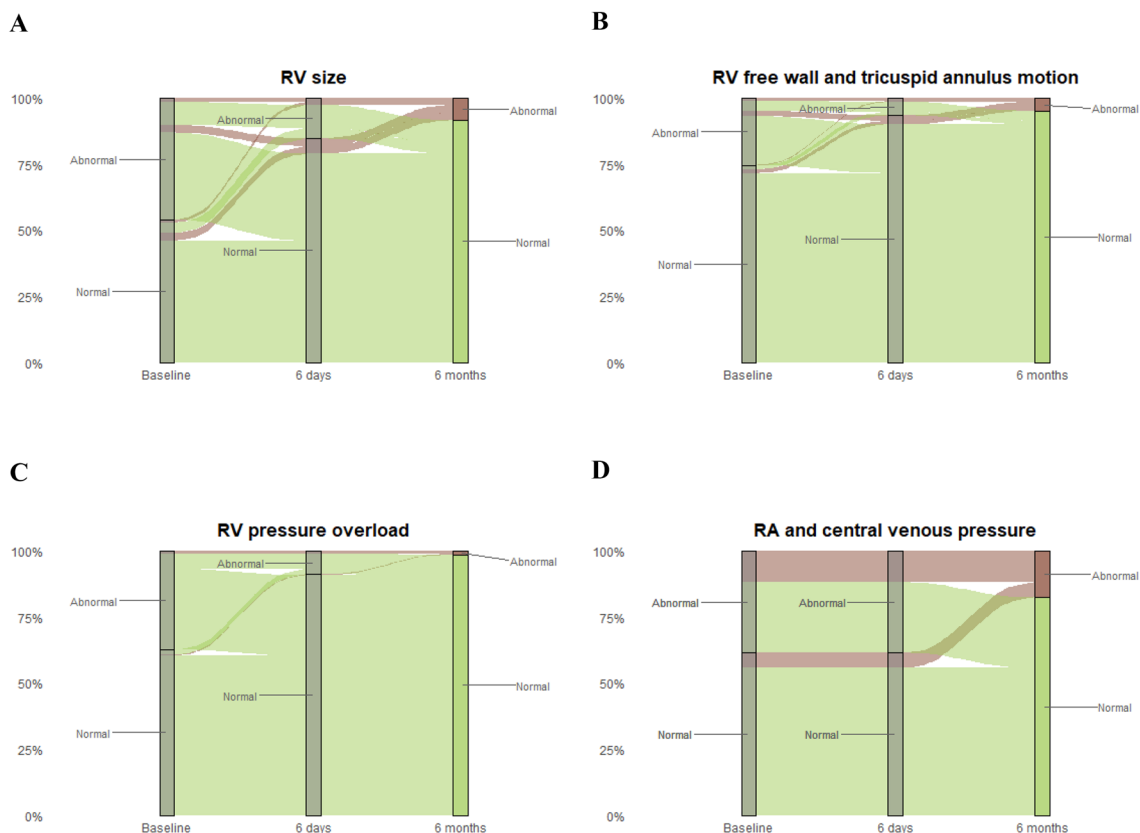 A
RV size
100%
75%
50%
25%
0%
Abnormal
Normal
Abnormal
Normal
Abnormal
Normal
Baseline
6 days
6 months
B
RV free wall and tricuspid annulus motion
100%
75%
50%
25%
0%
Abnormal
Normal
Abnormal
Normal
Abnormal
Normal
Baseline
6 days
6 months
C
RV pressure overload
100%
75%
50%
25%
0%
Abnormal
Normal
Abnormal
Normal
Abnormal
Normal
Baseline
6 days
6 months
D
RA and central venous pressure
100%
75%
50%
25%
0%
Abnormal
Normal
Abnormal
Normal
Abnormal
Normal
Baseline
6 days
6 months